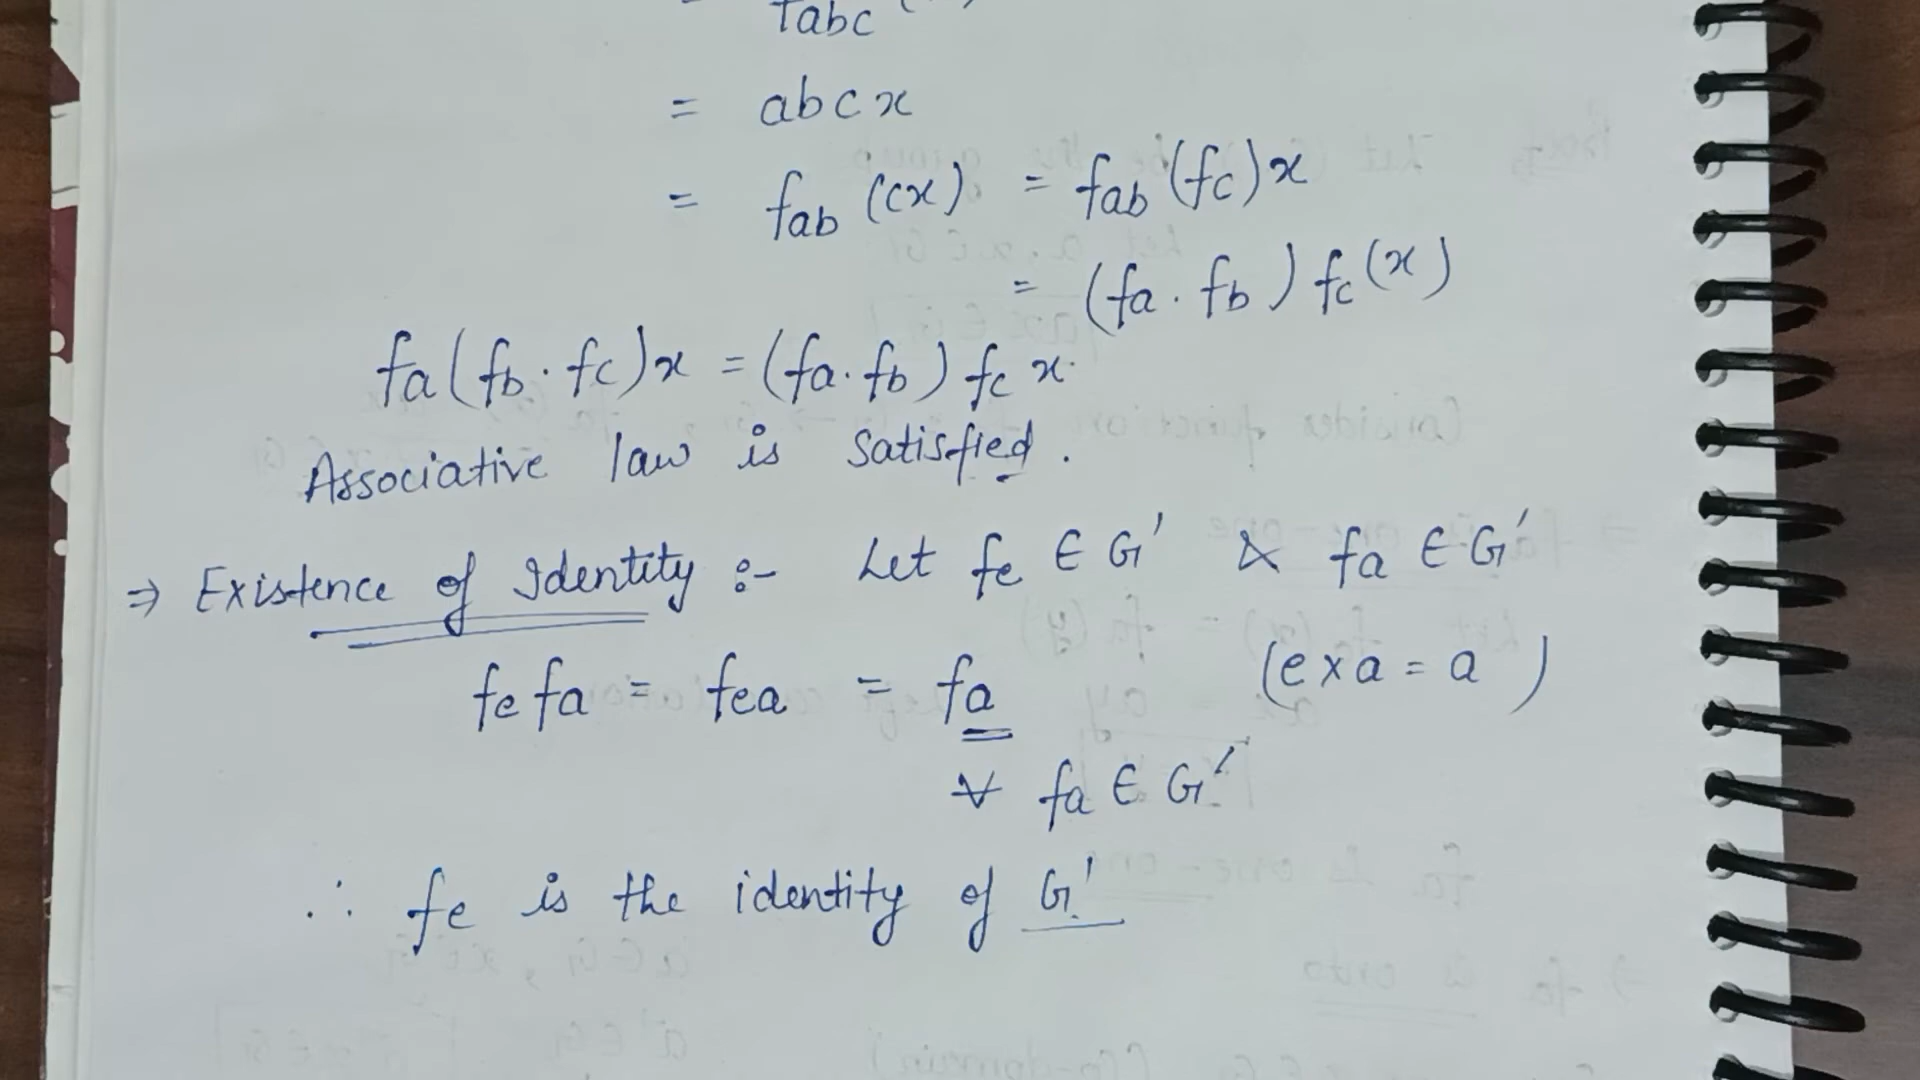 = fabc
= abcx
= fab (cx) = fab (fc)x
= (fa . fb) fc(x)
fa(fb . fc)x = (fa . fb) fc x.
Associative law is Satisfied.
⇒ Existence of Identity :- Let fe ∈ G' & fa ∈ G'
fe fa = fea = fa (e x a = a)
∀ fa ∈ G'
∴ fe is the identity of G'